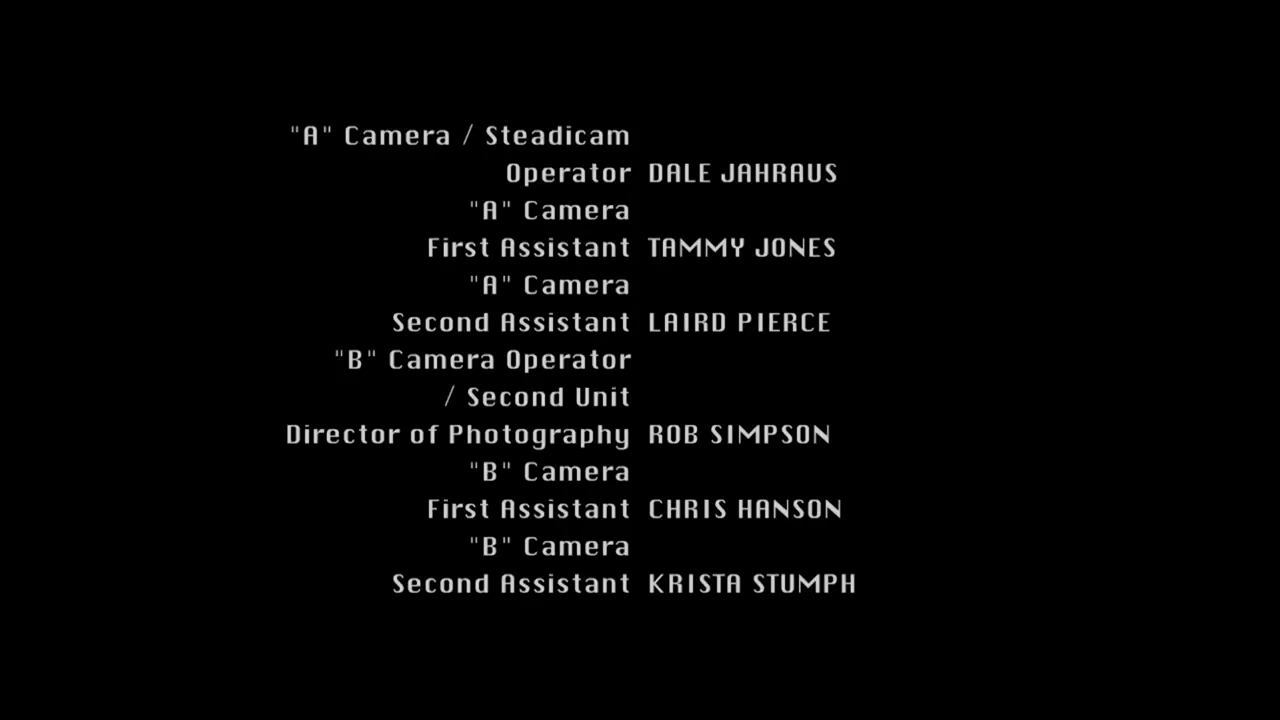 "A" Camera / Steadicam
Operator DALE JAHRAUS
"A" Camera
First Assistant TAMMY JONES
"A" Camera
Second Assistant LAIRD PIERCE
"B" Camera Operator
/ Second Unit
Director of Photography ROB SIMPSON
"B" Camera
First Assistant CHRIS HANSON
"B" Camera
Second Assistant KRISTA STUMPH